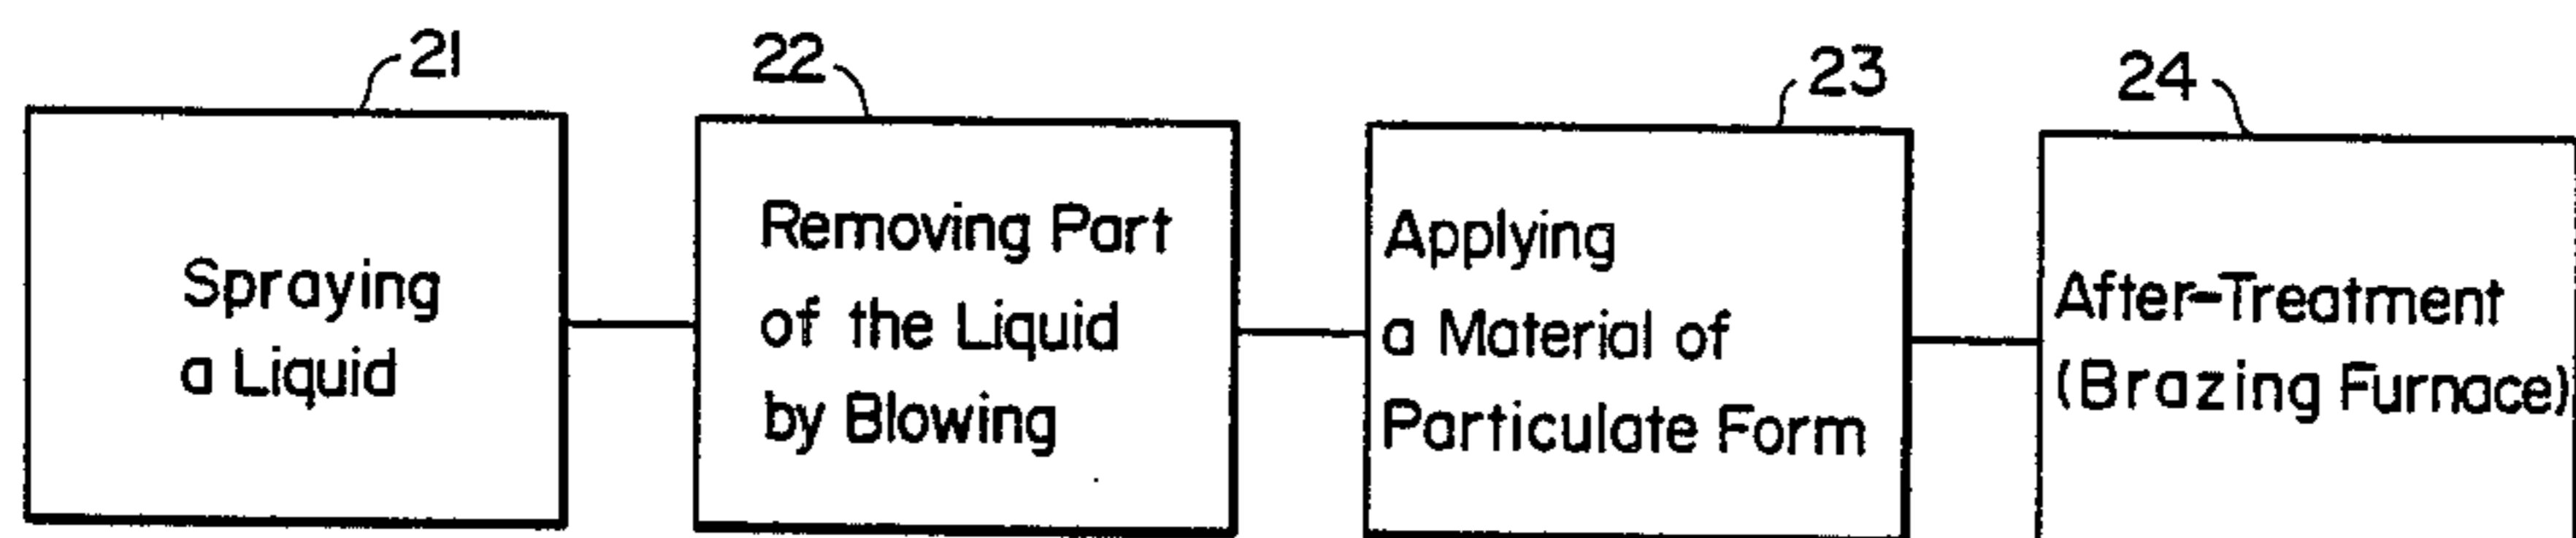 21
22
23
24
Spraying
a Liquid
Removing Part
of the Liquid
by Blowing
Applying
a Material of
Particulate Form
After-Treatment
(Brazing Furnace)